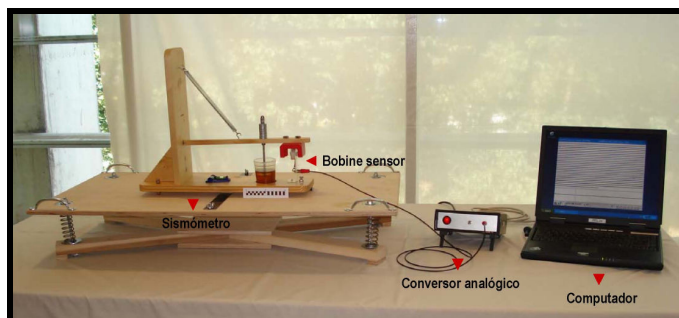 Bobine sensor
Sismómetro
Conversor analógico
Computador